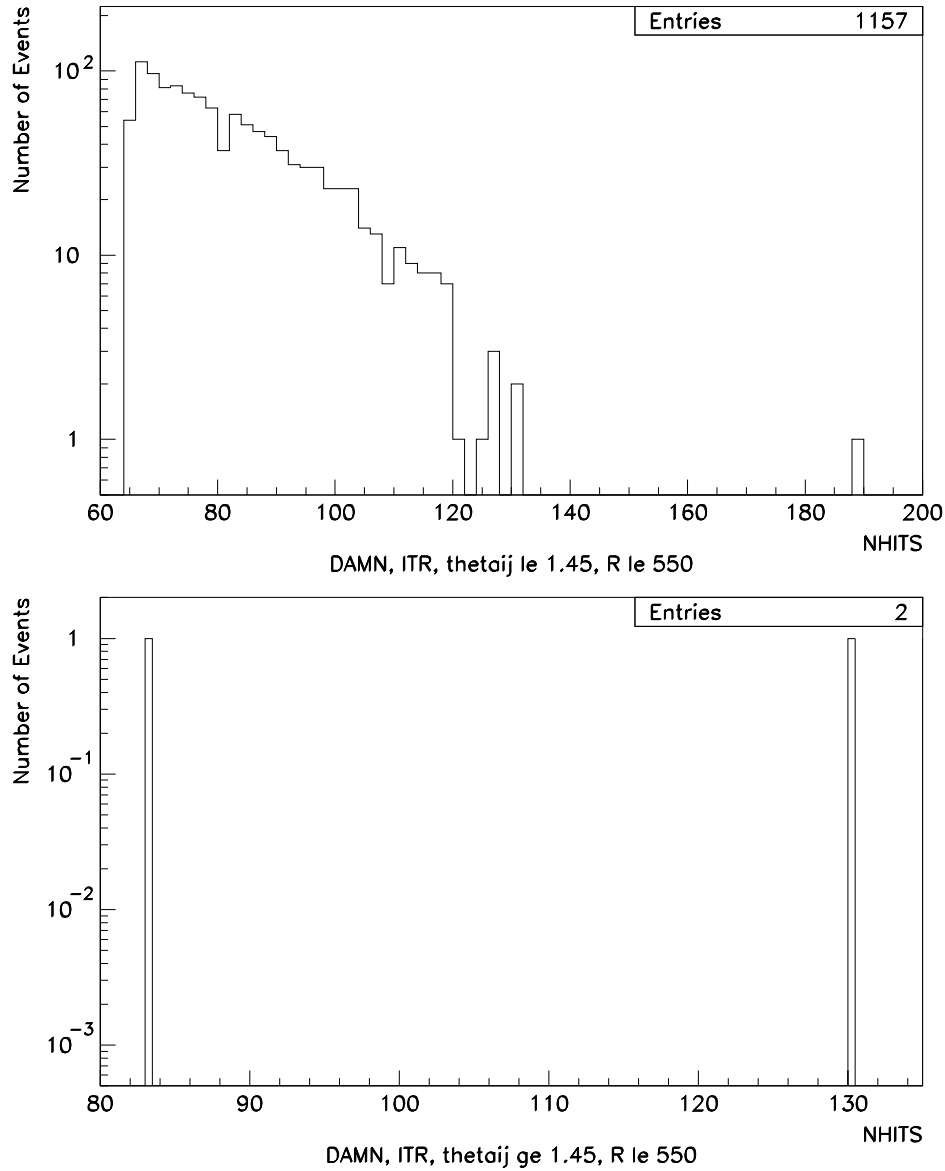 Entries 1157
Number of Events
10²
10
1
60 80 100 120 140 160 180 200
NHITS
DAMN, ITR, thetaij le 1.45, R le 550
Entries 2
Number of Events
1
10⁻¹
10⁻²
10⁻³
80 90 100 110 120 130
NHITS
DAMN, ITR, thetaij ge 1.45, R le 550